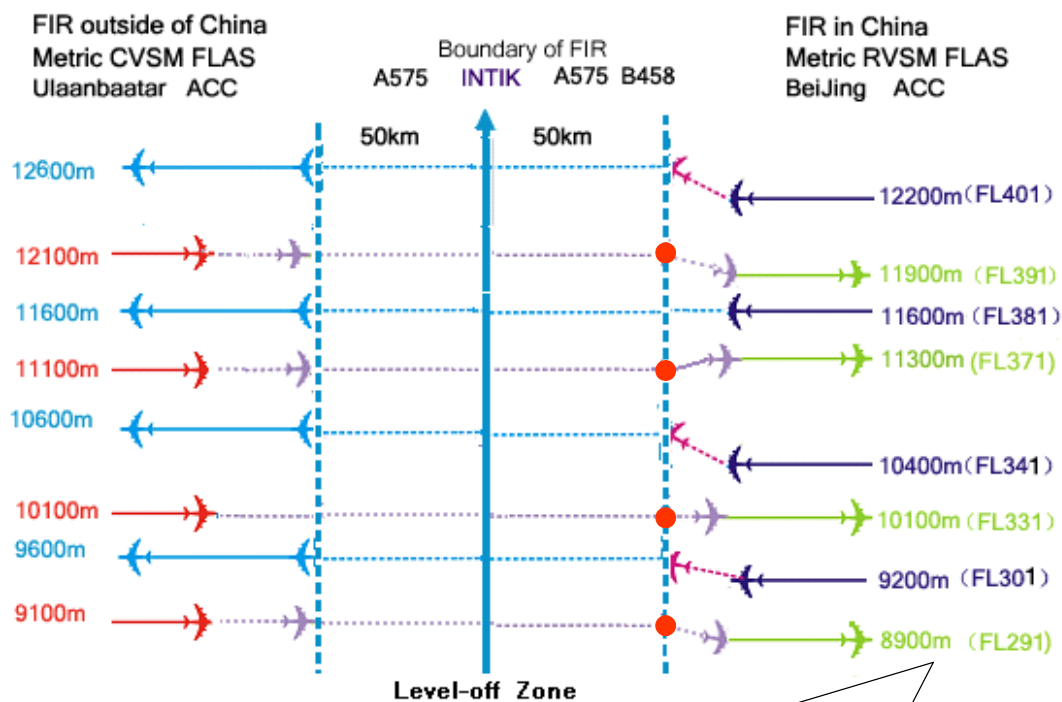 FIR outside of China
Metric CVSM FLAS
Ulaanbaatar ACC
Boundary of FIR
A575 INTIK A575 B458
FIR in China
Metric RVSM FLAS
BeiJing ACC
50km 50km
12600m
12200m(FL401)
12100m
11900m (FL391)
11600m
11600m (FL381)
11100m
11300m (FL371)
10600m
10400m(FL341)
10100m
10100m(FL331)
9600m
9200m (FL301)
9100m
8900m (FL291)
Level-off Zone